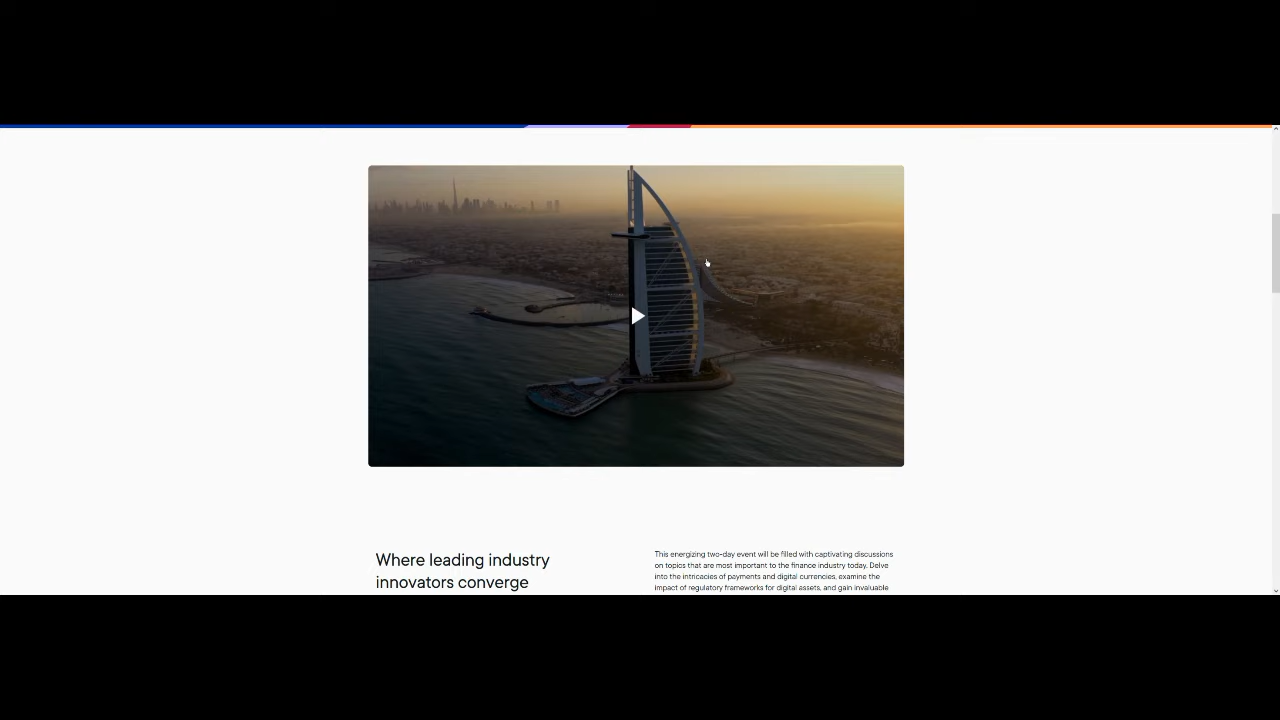 Where leading industry
innovators converge
This energizing two-day event will be filled with captivating discussions
on topics that are most important to the finance industry today. Delve
into the intricacies of payments and digital currencies, examine the
impact of regulatory frameworks for digital assets, and gain invaluable